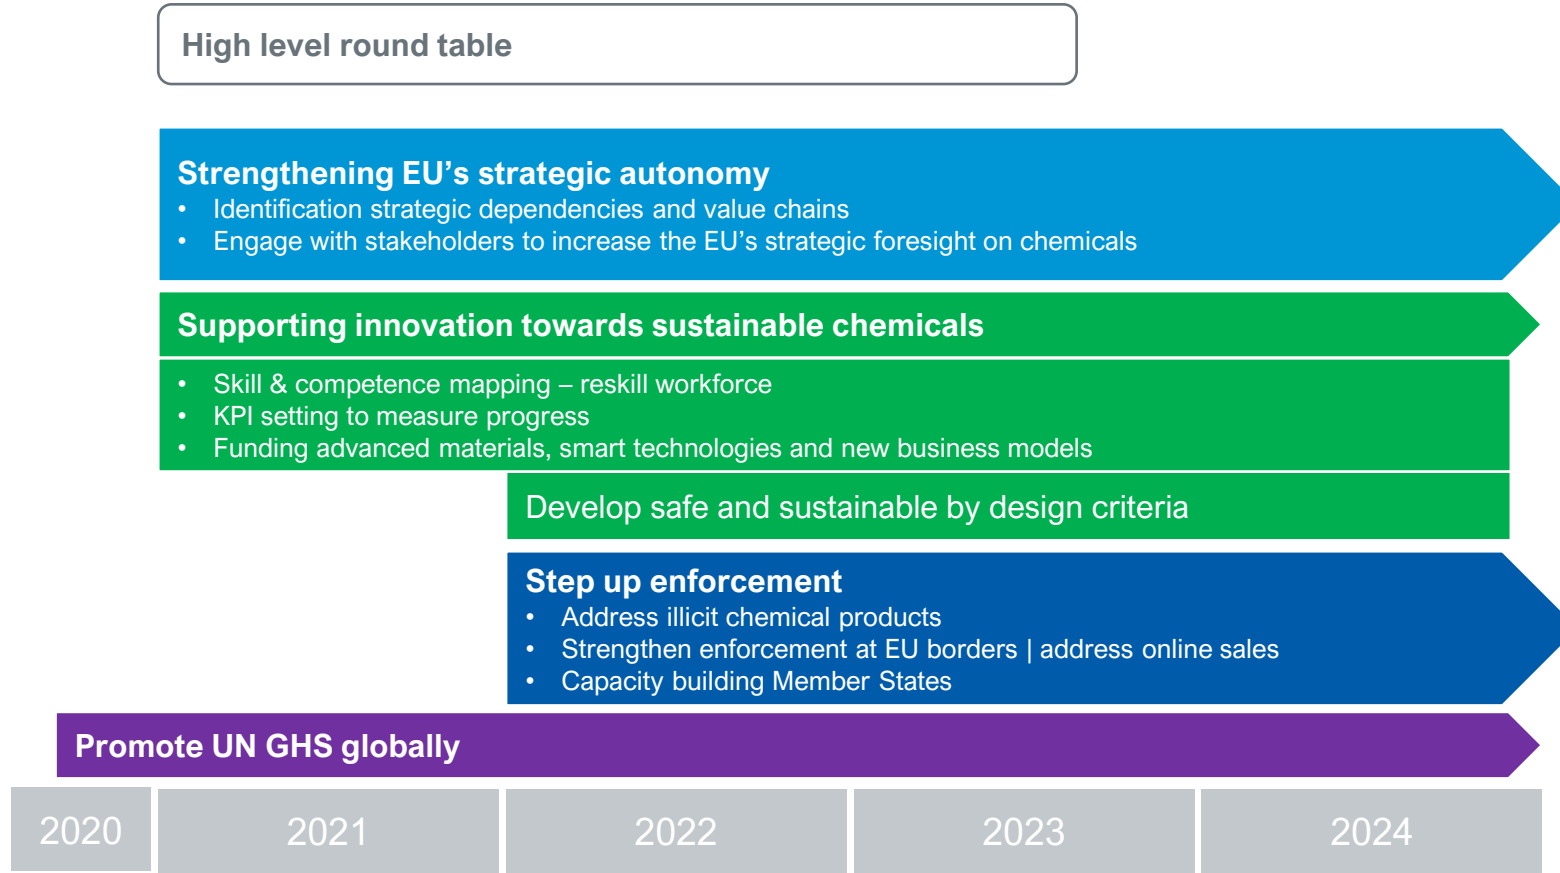 High level round table
Strengthening EU’s strategic autonomy
• Identification strategic dependencies and value chains
• Engage with stakeholders to increase the EU’s strategic foresight on chemicals
Supporting innovation towards sustainable chemicals
• Skill & competence mapping – reskill workforce
• KPI setting to measure progress
• Funding advanced materials, smart technologies and new business models
Develop safe and sustainable by design criteria
Step up enforcement
• Address illicit chemical products
• Strengthen enforcement at EU borders | address online sales
• Capacity building Member States
Promote UN GHS globally
2020 2021 2022 2023 2024